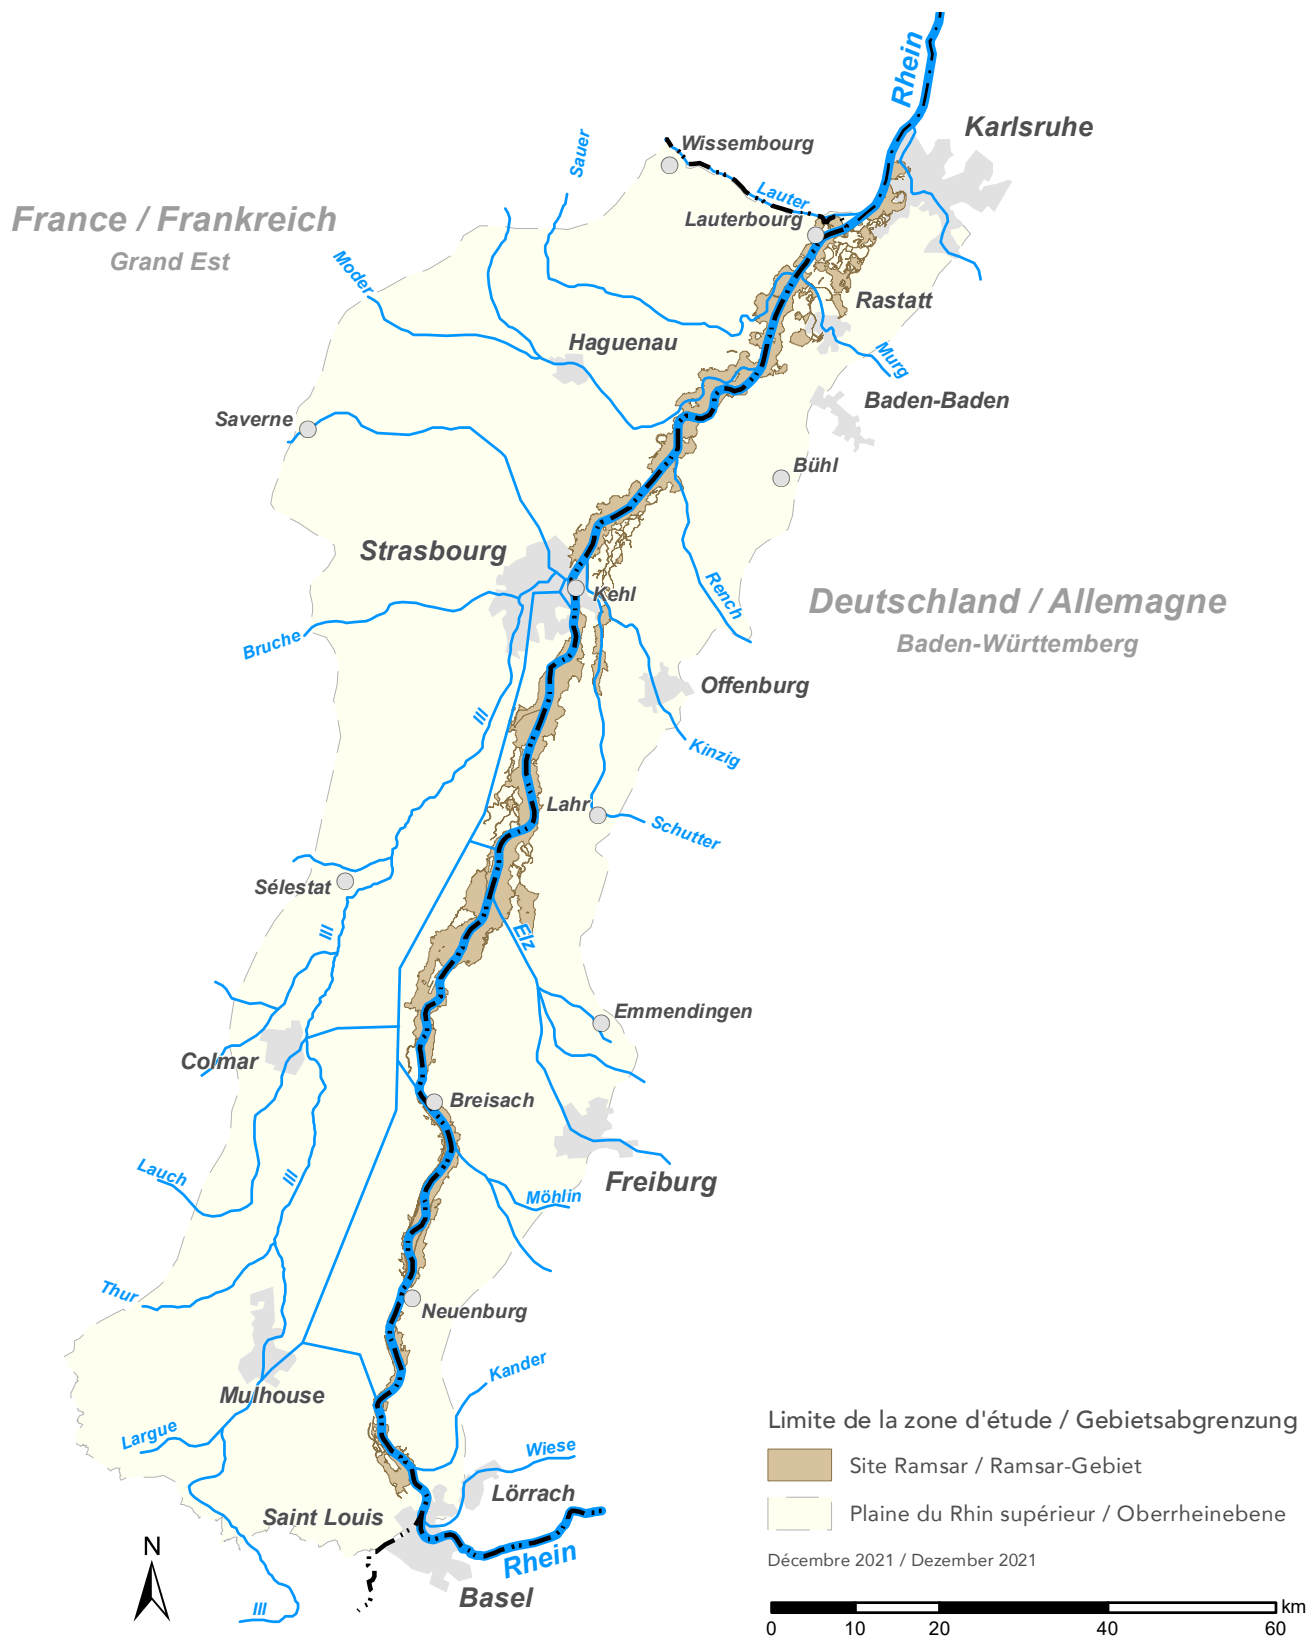 Rhein
Karlsruhe
Wissembourg
Sauer
Lauter
Lauterbourg
France / Frankreich
Grand Est
Moder
Rastatt
Haguenau
Murg
Baden-Baden
Saverne
Bühl
Strasbourg
Rench
Kehl
Deutschland / Allemagne
Baden-Württemberg
Bruche
Offenburg
Ill
Kinzig
Lahr
Schutter
Sélestat
Ill
Elz
Emmendingen
Colmar
Breisach
Lauch
Ill
Freiburg
Möhlin
Thur
Neuenburg
Kander
Mulhouse
Largue
Wiese
Lörrach
Saint Louis
Rhein
Basel
Ill
N
Limite de la zone d'étude / Gebietsabgrenzung
Site Ramsar / Ramsar-Gebiet
Plaine du Rhin supérieur / Oberrheinebene
Décembre 2021 / Dezember 2021
km
0 10 20 40 60